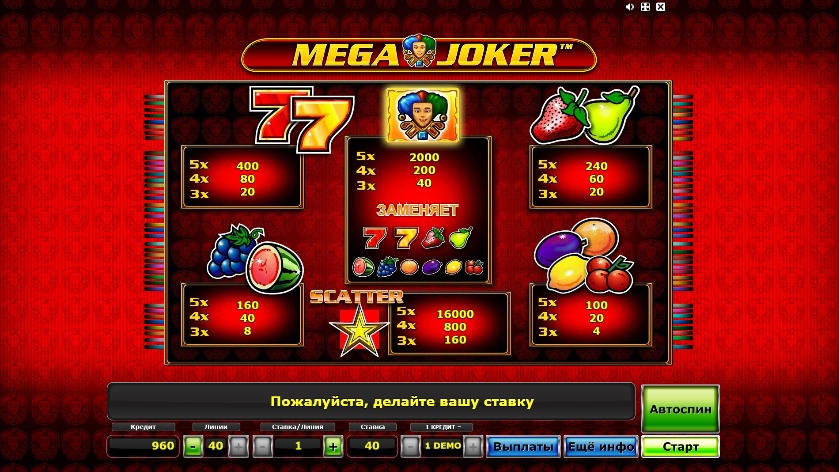 MEGA JOKER™
5x 400
4x 80
3x 20
5x 2000
4x 200
3x 40
ЗАМЕНЯЕТ
5x 240
4x 60
3x 20
5x 160
4x 40
3x 8
SCATTER
5x 16000
4x 800
3x 160
5x 100
4x 20
3x 4
Пожалуйста, делайте вашу ставку
Автоспин
Кредит Линии Ставка/Линия Ставка 1 КРЕДИТ =
960 - 40 + - 1 + 40 - 1 DEMO + Выплаты Ещё инфо Старт